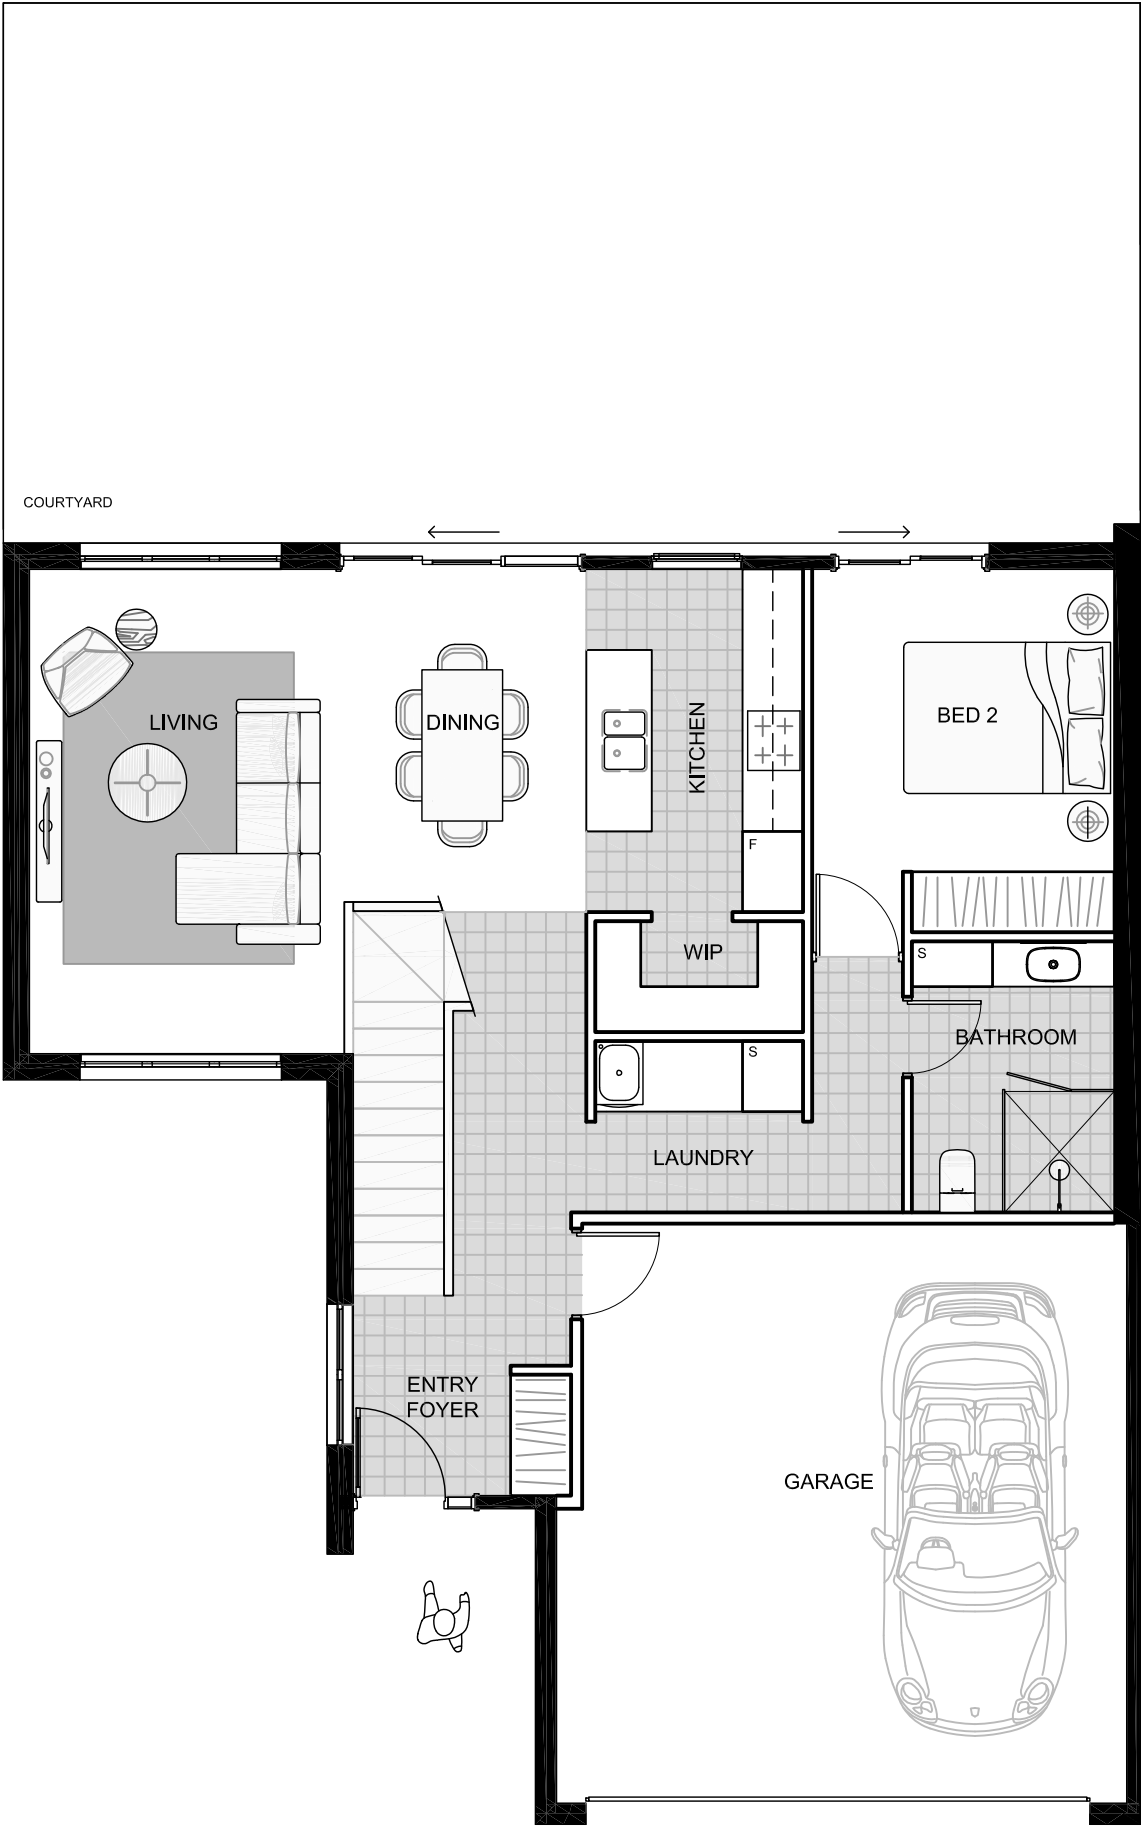 COURTYARD
LIVING
DINING
KITCHEN
BED 2
F
WIP
S
S
BATHROOM
LAUNDRY
ENTRY
FOYER
GARAGE